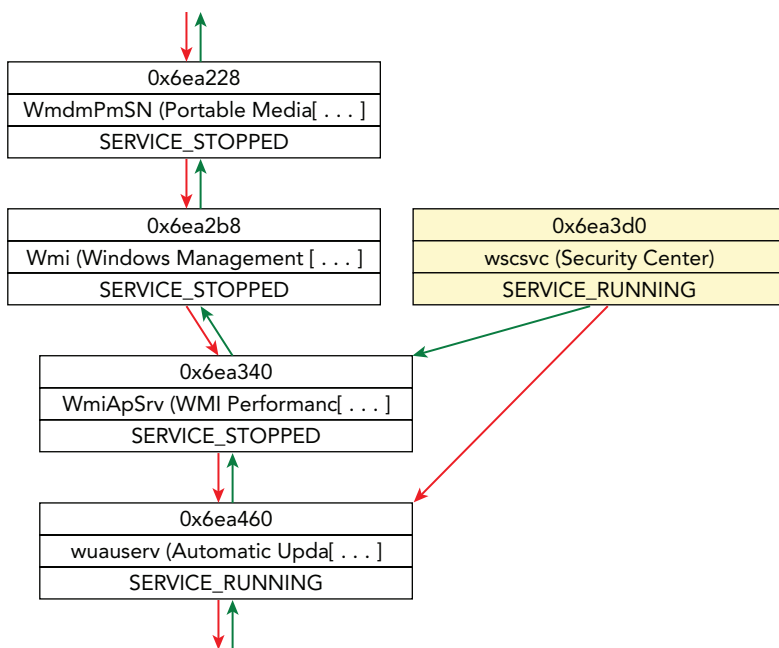 0x6ea228
WmdmPmSN (Portable Media[ . . . ]
SERVICE_STOPPED
0x6ea2b8
Wmi (Windows Management [ . . . ]
SERVICE_STOPPED
0x6ea3d0
wscsvc (Security Center)
SERVICE_RUNNING
0x6ea340
WmiApSrv (WMI Performanc[ . . . ]
SERVICE_STOPPED
0x6ea460
wuauserv (Automatic Upda[ . . . ]
SERVICE_RUNNING